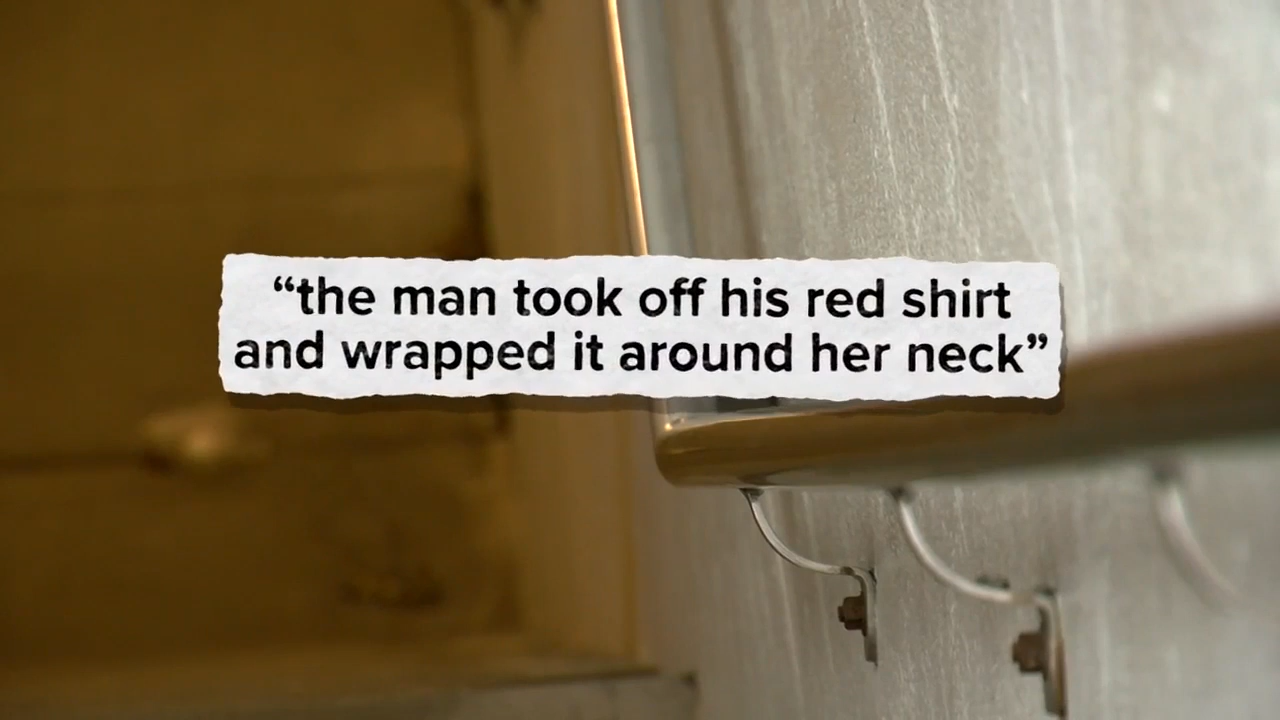 “the man took off his red shirt
and wrapped it around her neck”